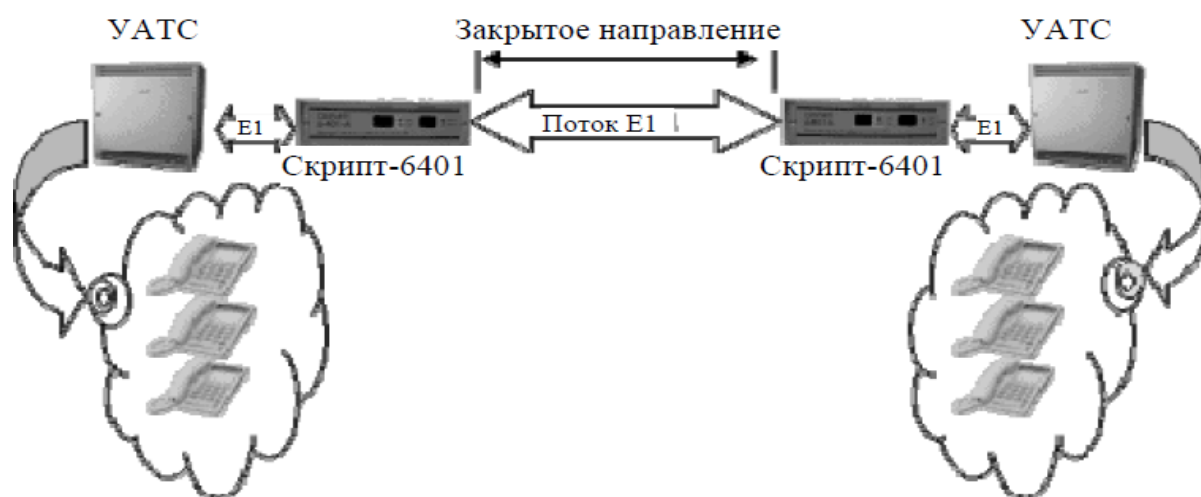 УАТС
Закрытое направление
УАТС
E1
Поток E1
E1
Скрипт-6401
Скрипт-6401